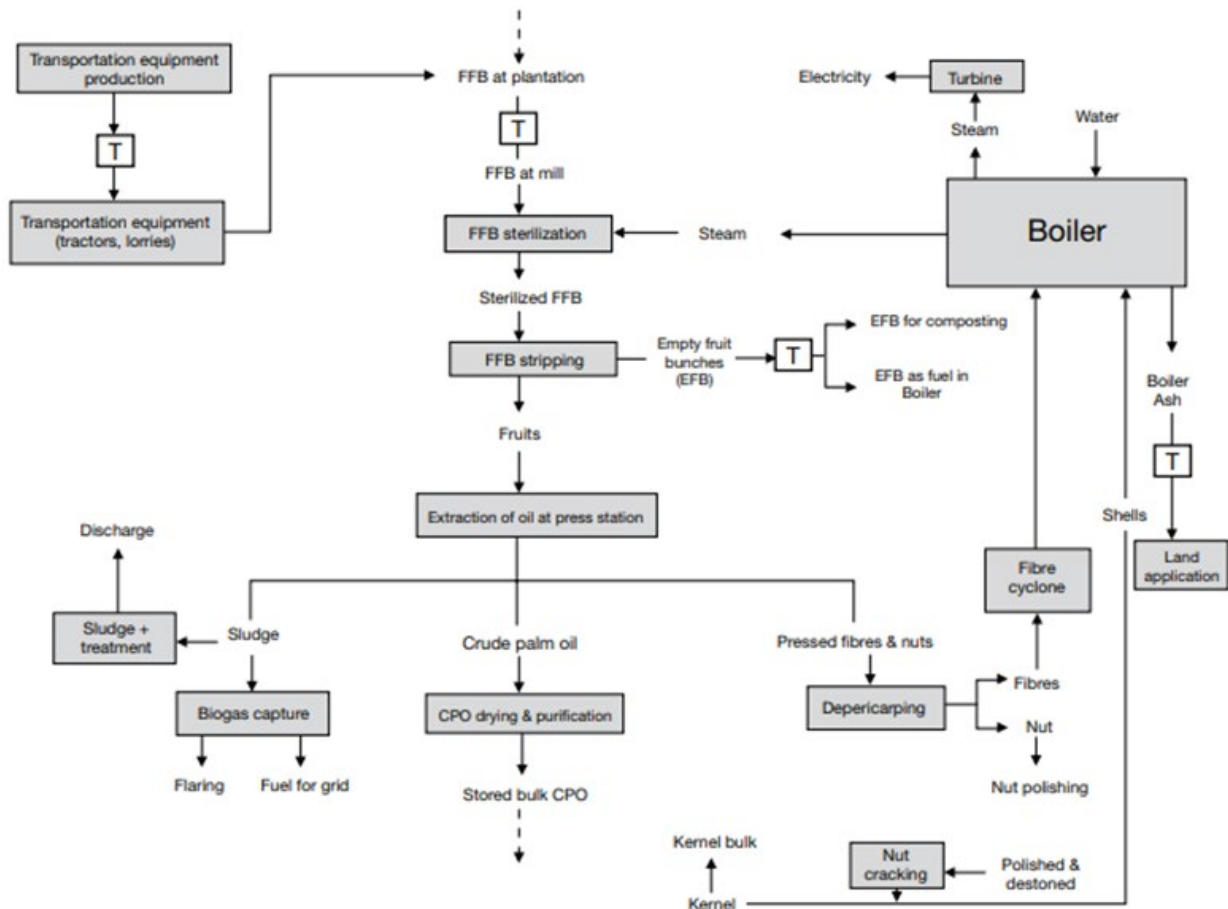 Transportation equipment
production
T
Transportation equipment
(tractors, lorries)
FFB at plantation
T
FFB at mill
FFB sterilization
Sterilized FFB
FFB stripping
Fruits
Extraction of oil at press station
Electricity
Turbine
Steam
Water
Boiler
Steam
Empty fruit
bunches
(EFB)
T
EFB for composting
EFB as fuel in
Boiler
Boiler
Ash
T
Land
application
Shells
Fibre
cyclone
Discharge
Sludge +
treatment
Sludge
Biogas capture
Flaring
Fuel for grid
Crude palm oil
CPO drying & purification
Stored bulk CPO
Pressed fibres & nuts
Depericarping
Fibres
Nut
Nut polishing
Kernel bulk
Kernel
Nut
cracking
Polished &
destoned